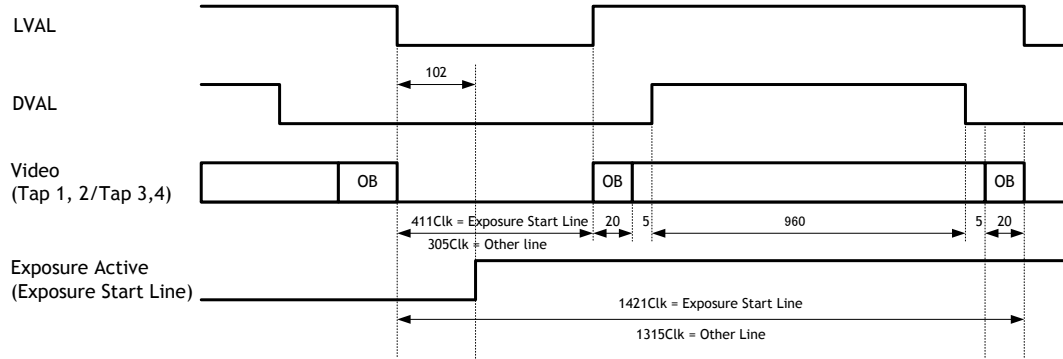 LVAL
102
DVAL
Video
(Tap 1, 2/Tap 3,4)
OB
OB
OB
411Clk = Exposure Start Line
20
5
960
5
20
305Clk = Other line
Exposure Active
(Exposure Start Line)
1421Clk = Exposure Start Line
1315Clk = Other Line